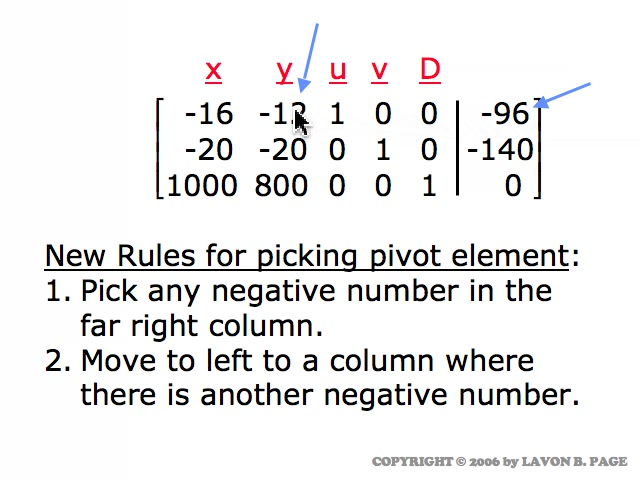 x y u v D
-16 -12 1 0 0 -96
-20 -20 0 1 0 -140
1000 800 0 0 1 0
New Rules for picking pivot element:
1. Pick any negative number in the
far right column.
2. Move to left to a column where
there is another negative number.
COPYRIGHT © 2006 by LAVON B. PAGE